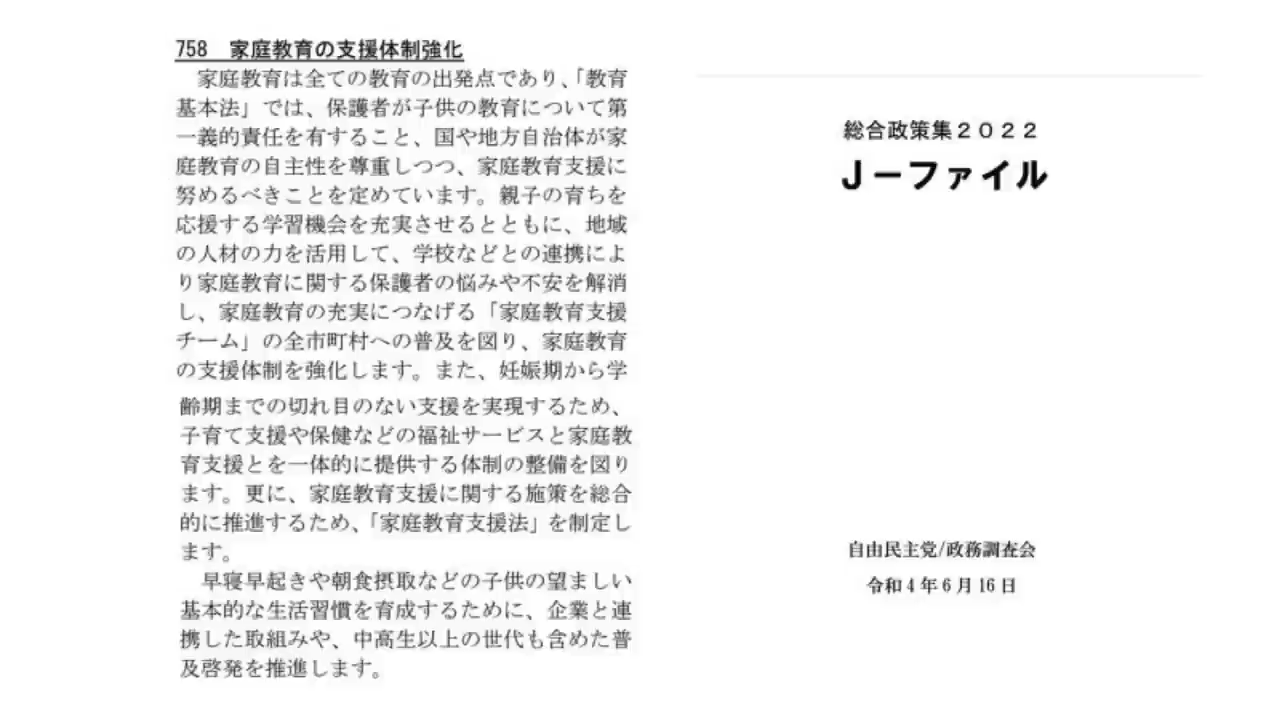 758 家庭教育の支援体制強化
家庭教育は全ての教育の出発点であり、「教育
基本法」では、保護者が子供の教育について第
一義的責任を有すること、国や地方自治体が家
庭教育の自主性を尊重しつつ、家庭教育支援に
努めるべきことを定めています。親子の育ちを
応援する学習機会を充実させるとともに、地域
の人材の力を活用して、学校などとの連携によ
り家庭教育に関する保護者の悩みや不安を解消
し、家庭教育の充実につなげる「家庭教育支援
チーム」の全市町村への普及を図り、家庭教育
の支援体制を強化します。また、妊娠期から学
齢期までの切れ目のない支援を実現するため、
子育て支援や保健などの福祉サービスと家庭教
育支援とを一体的に提供する体制の整備を図り
ます。更に、家庭教育支援に関する施策を総合
的に推進するため、「家庭教育支援法」を制定し
ます。
早寝早起きや朝食摂取などの子供の望ましい
基本的な生活習慣を育成するために、企業と連
携した取組みや、中高生以上の世代も含めた普
及啓発を推進します。
総合政策集２０２２
Ｊ－ファイル
自由民主党/政務調査会
令和4年6月16日